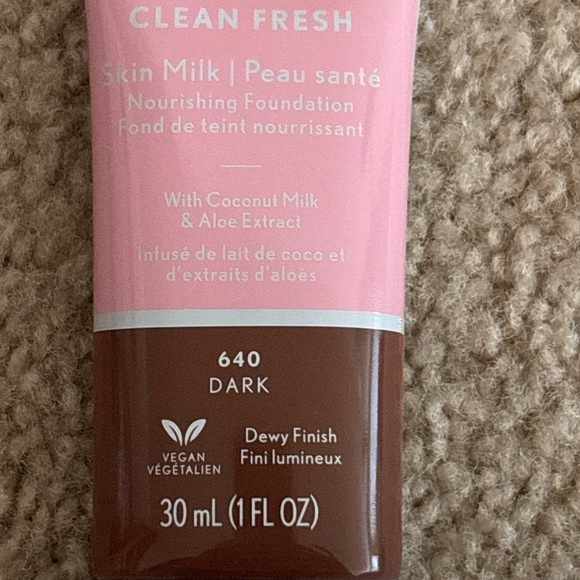 CLEAN FRESH
Skin Milk | Peau santé
Nourishing Foundation
Fond de teint nourrissant
With Coconut Milk
& Aloe Extract
Infusé de lait de coco et
d'extraits d'aloès
640
DARK
VEGAN
VÉGÉTALIEN
Dewy Finish
Fini lumineux
30 mL (1 FL OZ)